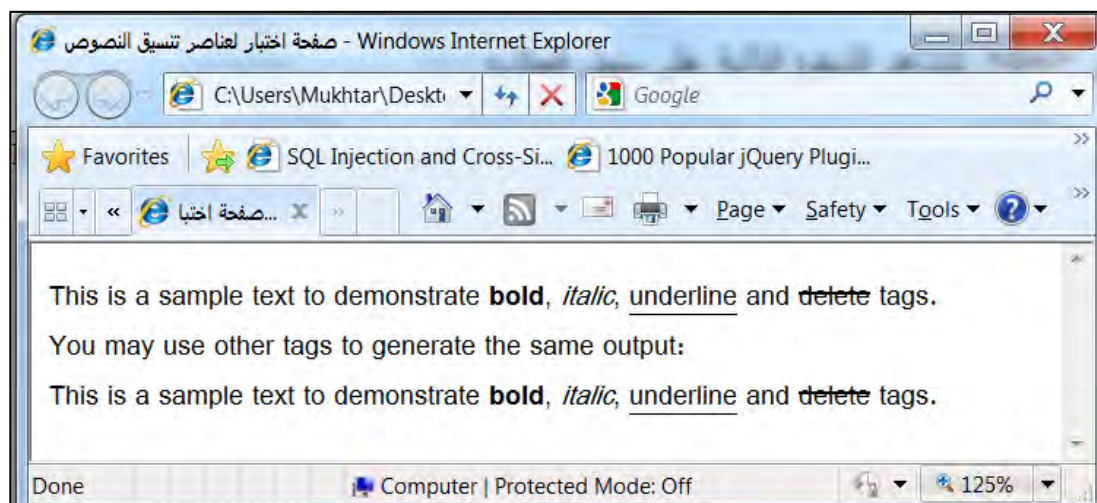 صفحة اختبار لعناصر تنسيق النصوص - Windows Internet Explorer
C:\Users\Mukhtar\Deskt Google
Favorites SQL Injection and Cross-Si... 1000 Popular jQuery Plugi...
صفحة اختبا... Page Safety Tools
This is a sample text to demonstrate bold, italic, underline and delete tags.
You may use other tags to generate the same output:
This is a sample text to demonstrate bold, italic, underline and delete tags.
Done Computer | Protected Mode: Off 125%